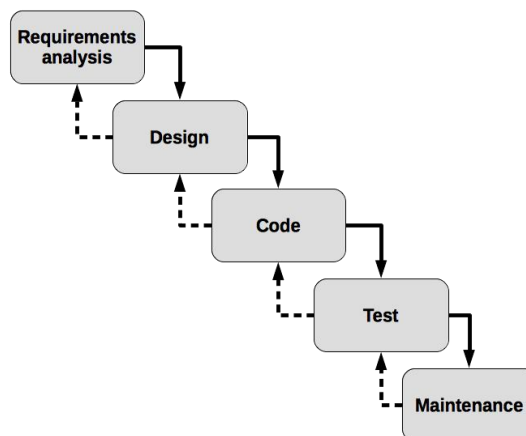 Requirements
analysis
Design
Code
Test
Maintenance